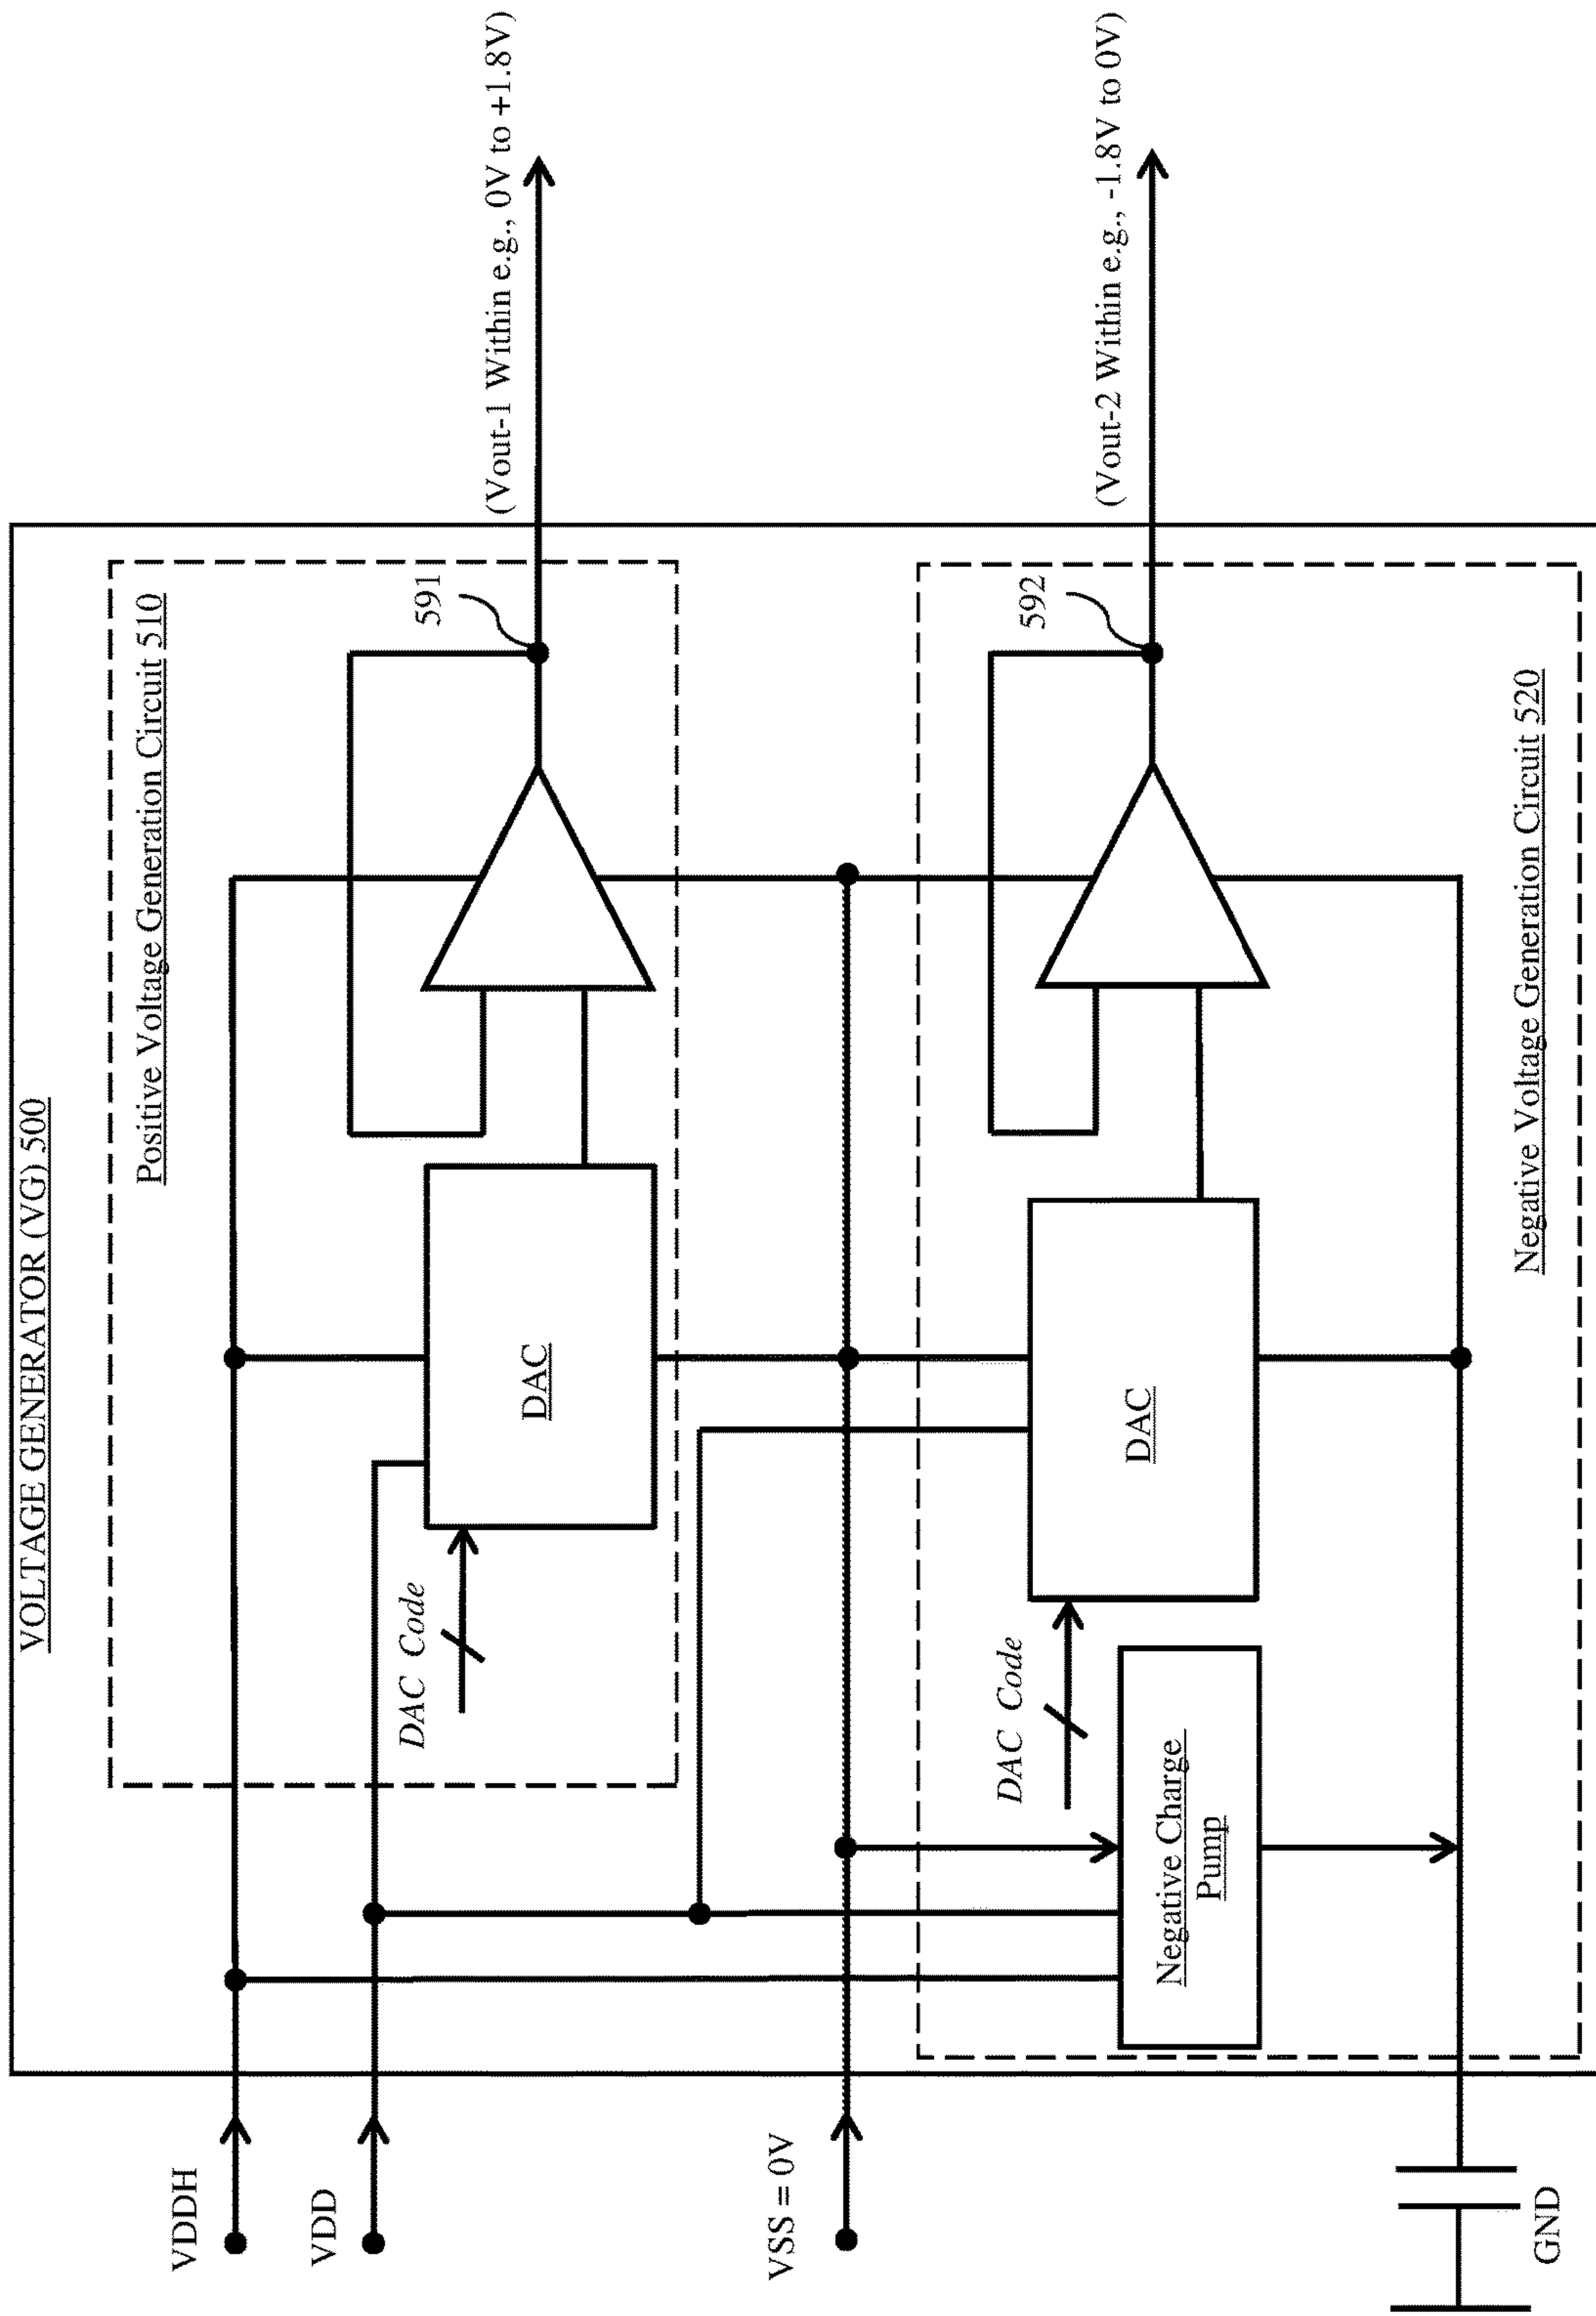 VOLTAGE GENERATOR (VG) 500
Positive Voltage Generation Circuit 510
VDDH
VDD
DAC Code
DAC
591
(Vout-1 Within e.g., 0V to +1.8V)
VSS = 0V
DAC Code
DAC
592
(Vout-2 Within e.g., -1.8V to 0V)
Negative Charge
Pump
GND
Negative Voltage Generation Circuit 520